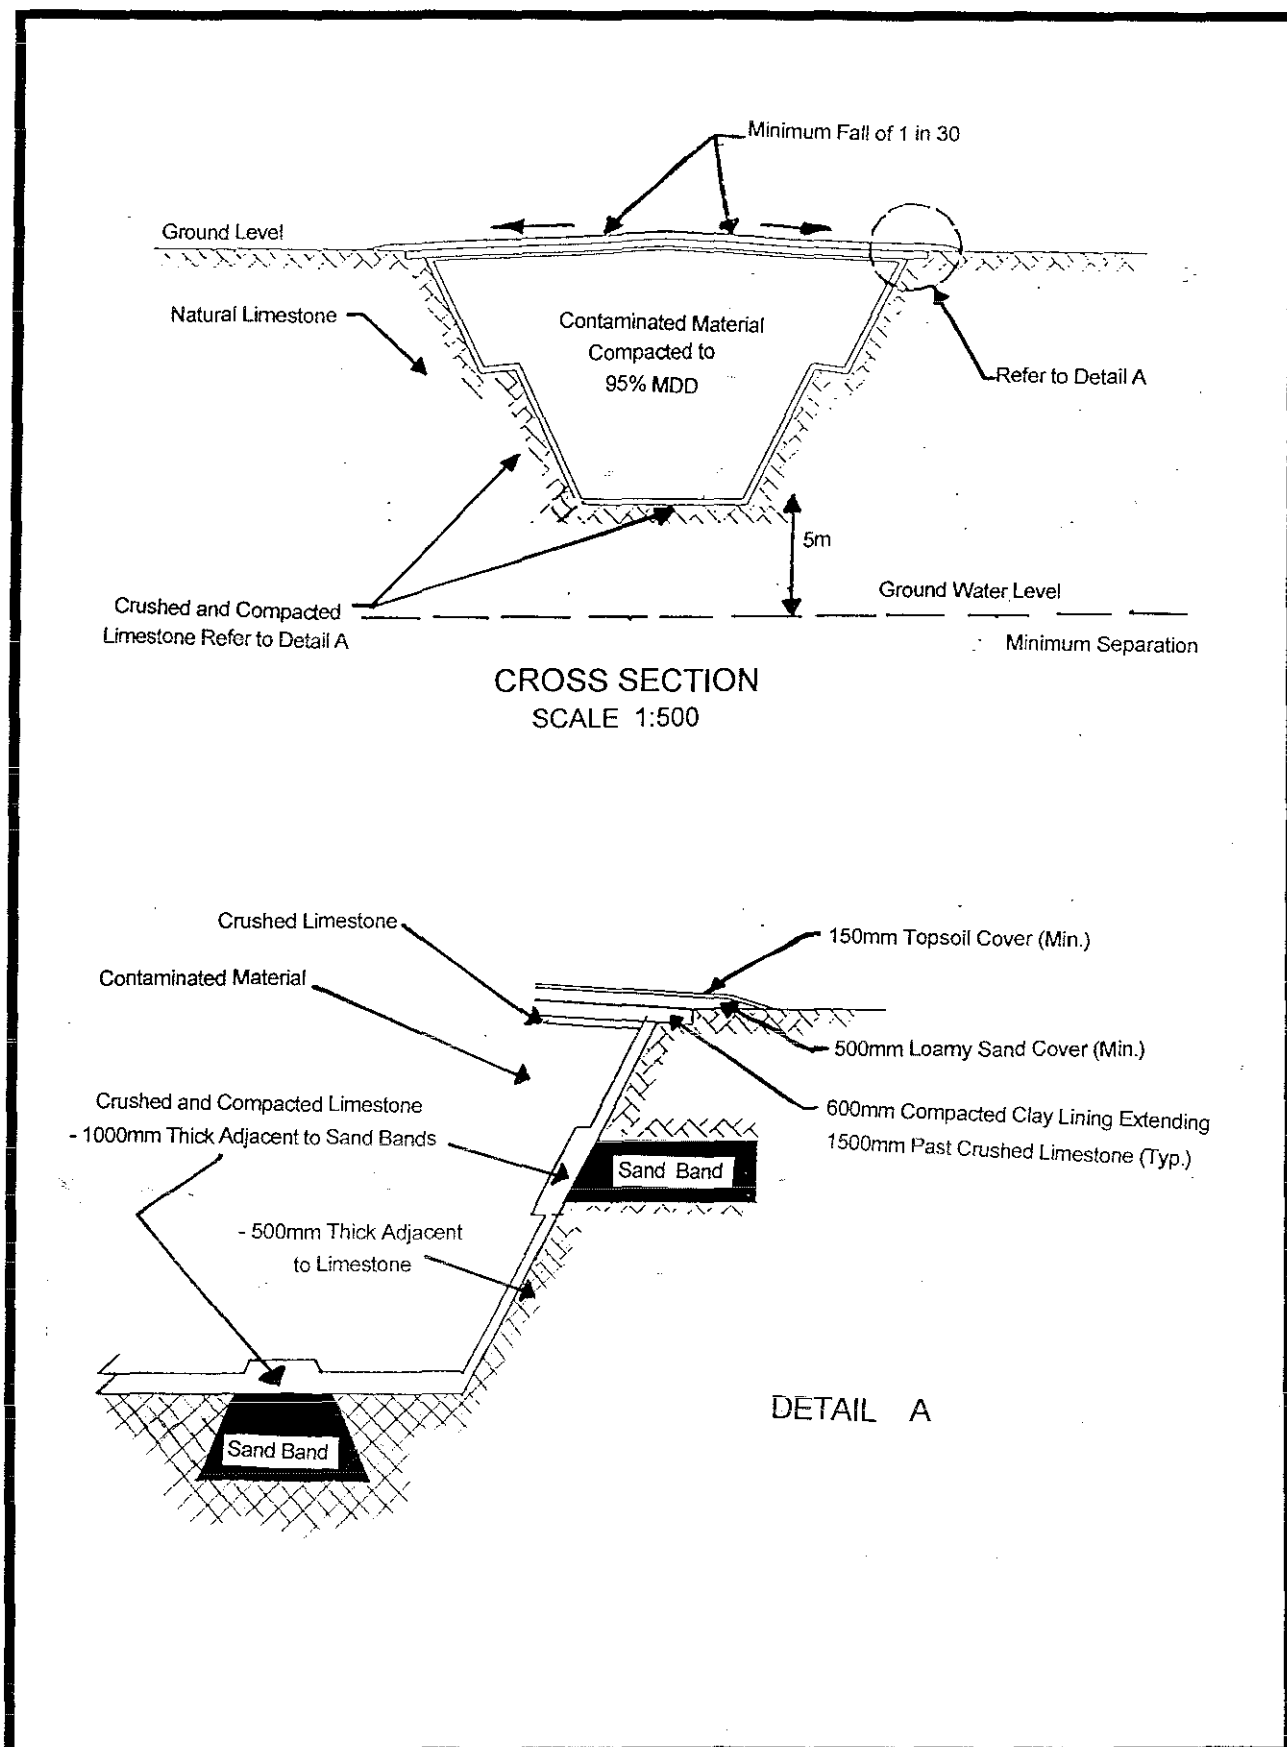 Minimum Fall of 1 in 30
Ground Level
Natural Limestone
Contaminated Material
Compacted to
95% MDD
Refer to Detail A
5m
Ground Water Level
Crushed and Compacted
Limestone Refer to Detail A
Minimum Separation
CROSS SECTION
SCALE 1:500
Crushed Limestone
150mm Topsoil Cover (Min.)
Contaminated Material
500mm Loamy Sand Cover (Min.)
Crushed and Compacted Limestone
- 1000mm Thick Adjacent to Sand Bands
600mm Compacted Clay Lining Extending
1500mm Past Crushed Limestone (Typ.)
Sand Band
- 500mm Thick Adjacent
to Limestone
DETAIL A
Sand Band